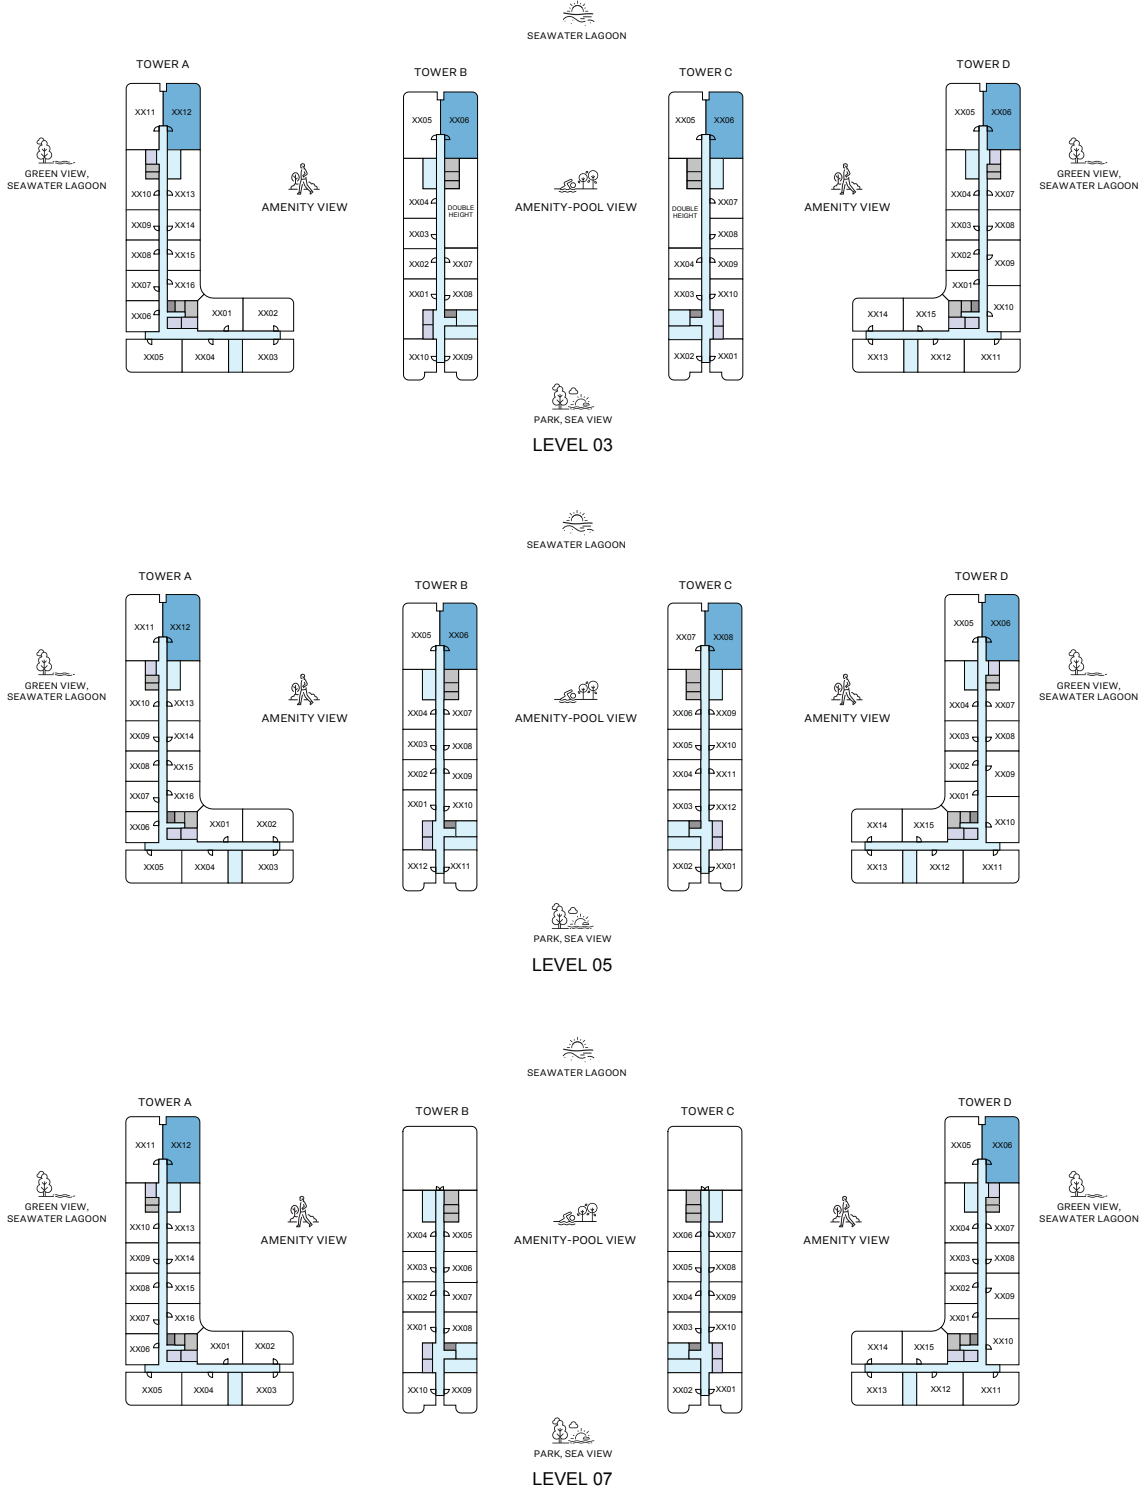 SEAWATER LAGOON
TOWER A
TOWER B
TOWER C
TOWER D
XX11 XX12
XX05 XX06
XX05 XX06
XX05 XX06
GREEN VIEW,
SEAWATER LAGOON
AMENITY VIEW
AMENITY-POOL VIEW
AMENITY VIEW
GREEN VIEW,
SEAWATER LAGOON
XX10 XX13
XX09 XX14
XX08 XX15
XX07 XX16
XX06
XX01 XX02
XX05 XX04 XX03
XX04
DOUBLE
HEIGHT
XX03
XX02 XX07
XX01 XX08
XX10 XX09
DOUBLE
HEIGHT
XX07
XX08
XX04 XX09
XX03 XX10
XX02 XX01
XX04 XX07
XX03 XX08
XX02 XX09
XX01 XX10
XX14 XX15
XX13 XX12 XX11
PARK, SEA VIEW
LEVEL 03
SEAWATER LAGOON
TOWER A
TOWER B
TOWER C
TOWER D
XX11 XX12
XX05 XX06
XX07 XX08
XX05 XX06
GREEN VIEW,
SEAWATER LAGOON
AMENITY VIEW
AMENITY-POOL VIEW
AMENITY VIEW
GREEN VIEW,
SEAWATER LAGOON
XX10 XX13
XX09 XX14
XX08 XX15
XX07 XX16
XX06
XX01 XX02
XX05 XX04 XX03
XX04 XX07
XX03 XX08
XX02 XX09
XX01 XX10
XX12 XX11
XX06 XX09
XX05 XX10
XX04 XX11
XX03 XX12
XX02 XX01
XX04 XX07
XX03 XX08
XX02 XX09
XX01 XX10
XX14 XX15
XX13 XX12 XX11
PARK, SEA VIEW
LEVEL 05
SEAWATER LAGOON
TOWER A
TOWER B
TOWER C
TOWER D
XX11 XX12
XX05 XX06
GREEN VIEW,
SEAWATER LAGOON
AMENITY VIEW
AMENITY-POOL VIEW
AMENITY VIEW
GREEN VIEW,
SEAWATER LAGOON
XX10 XX13
XX09 XX14
XX08 XX15
XX07 XX16
XX06
XX01 XX02
XX05 XX04 XX03
XX04 XX05
XX03 XX06
XX02 XX07
XX01 XX08
XX10 XX09
XX06 XX07
XX05 XX08
XX04 XX09
XX03 XX10
XX02 XX01
XX04 XX07
XX03 XX08
XX02 XX09
XX01 XX10
XX14 XX15
XX13 XX12 XX11
PARK, SEA VIEW
LEVEL 07